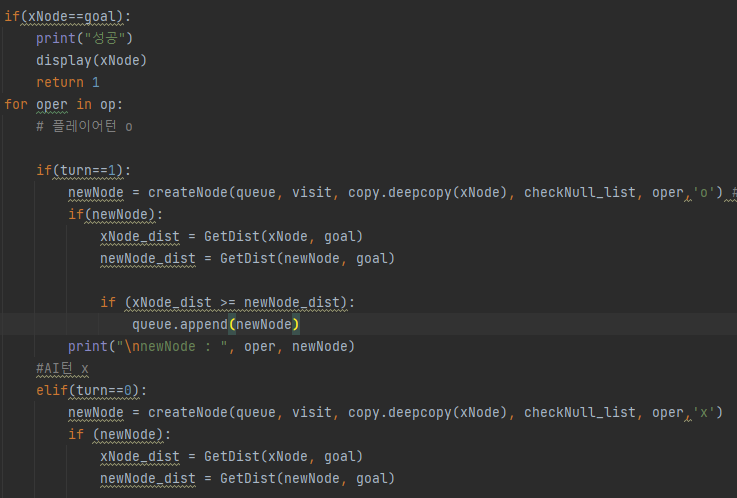 if(xNode==goal):
print("성공")
display(xNode)
return 1
for oper in op:
# 플레이어턴 o
if(turn==1):
newNode = createNode(queue, visit, copy.deepcopy(xNode), checkNull_list, oper,'o') #
if(newNode):
xNode_dist = GetDist(xNode, goal)
newNode_dist = GetDist(newNode, goal)
if (xNode_dist >= newNode_dist):
queue.append(newNode)
print("\nnewNode : ", oper, newNode)
#AI턴 x
elif(turn==0):
newNode = createNode(queue, visit, copy.deepcopy(xNode), checkNull_list, oper,'x')
if (newNode):
xNode_dist = GetDist(xNode, goal)
newNode_dist = GetDist(newNode, goal)